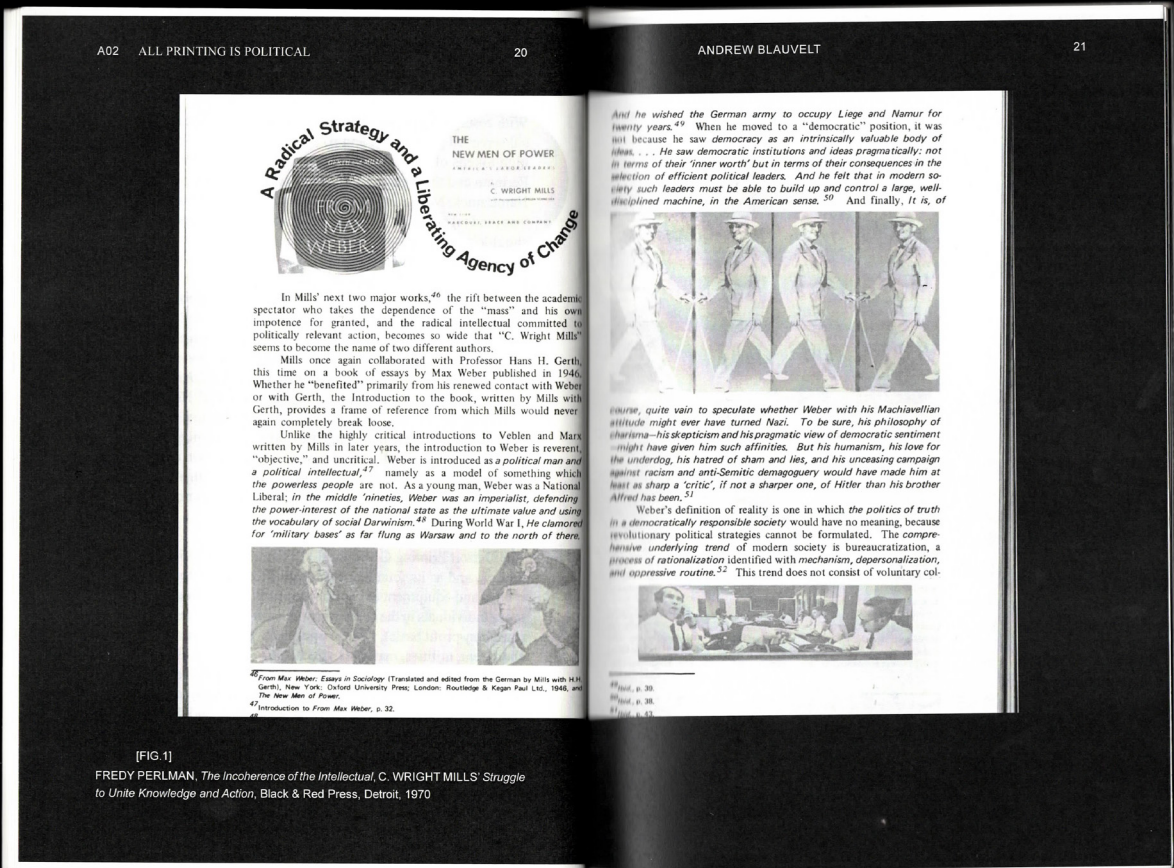 A02 ALL PRINTING IS POLITICAL
20
A Radical Strategy and a Liberating Agency of Change
FROM
MAX
WEBER
THE
NEW MEN OF POWER
C. WRIGHT MILLS
HARCOURT, BRACE AND COMPANY
In Mills' next two major works,46 the rift between the academic
spectator who takes the dependence of the "mass" and his own
impotence for granted, and the radical intellectual committed to
politically relevant action, becomes so wide that "C. Wright Mills"
seems to become the name of two different authors.
Mills once again collaborated with Professor Hans H. Gerth,
this time on a book of essays by Max Weber published in 1946.
Whether he "benefited" primarily from his renewed contact with Weber
or with Gerth, the Introduction to the book, written by Mills with
Gerth, provides a frame of reference from which Mills would never
again completely break loose.
Unlike the highly critical introductions to Veblen and Marx
written by Mills in later years, the introduction to Weber is reverent,
"objective," and uncritical. Weber is introduced as a political man and
a political intellectual,47 namely as a model of something which
the powerless people are not. As a young man, Weber was a National
Liberal; in the middle 'nineties, Weber was an imperialist, defending
the power-interest of the national state as the ultimate value and using
the vocabulary of social Darwinism.48 During World War I, He clamored
for 'military bases' as far flung as Warsaw and to the north of there.
46From Max Weber: Essays in Sociology (Translated and edited from the German by Mills with H.H.
Gerth), New York: Oxford University Press; London: Routledge & Kegan Paul Ltd., 1946, and
The New Men of Power.
47Introduction to From Max Weber, p. 32.
48
[FIG.1]
FREDY PERLMAN, The Incoherence of the Intellectual, C. WRIGHT MILLS' Struggle
to Unite Knowledge and Action, Black & Red Press, Detroit, 1970
ANDREW BLAUVELT
21
And he wished the German army to occupy Liege and Namur for
twenty years.49 When he moved to a "democratic" position, it was
not because he saw democracy as an intrinsically valuable body of
ideas. . . . He saw democratic institutions and ideas pragmatically: not
in terms of their 'inner worth' but in terms of their consequences in the
selection of efficient political leaders. And he felt that in modern so-
ciety such leaders must be able to build up and control a large, well-
disciplined machine, in the American sense. 50 And finally, It is, of
course, quite vain to speculate whether Weber with his Machiavellian
attitude might ever have turned Nazi. To be sure, his philosophy of
charisma—his skepticism and his pragmatic view of democratic sentiment
—might have given him such affinities. But his humanism, his love for
the underdog, his hatred of sham and lies, and his unceasing campaign
against racism and anti-Semitic demagoguery would have made him at
least as sharp a 'critic', if not a sharper one, of Hitler than his brother
Alfred has been.51
Weber's definition of reality is one in which the politics of truth
in a democratically responsible society would have no meaning, because
revolutionary political strategies cannot be formulated. The compre-
hensive underlying trend of modern society is bureaucratization, a
process of rationalization identified with mechanism, depersonalization,
and oppressive routine.52 This trend does not consist of voluntary col-
49Ibid., p. 39.
50Ibid., p. 38.
51Ibid., p. 43.